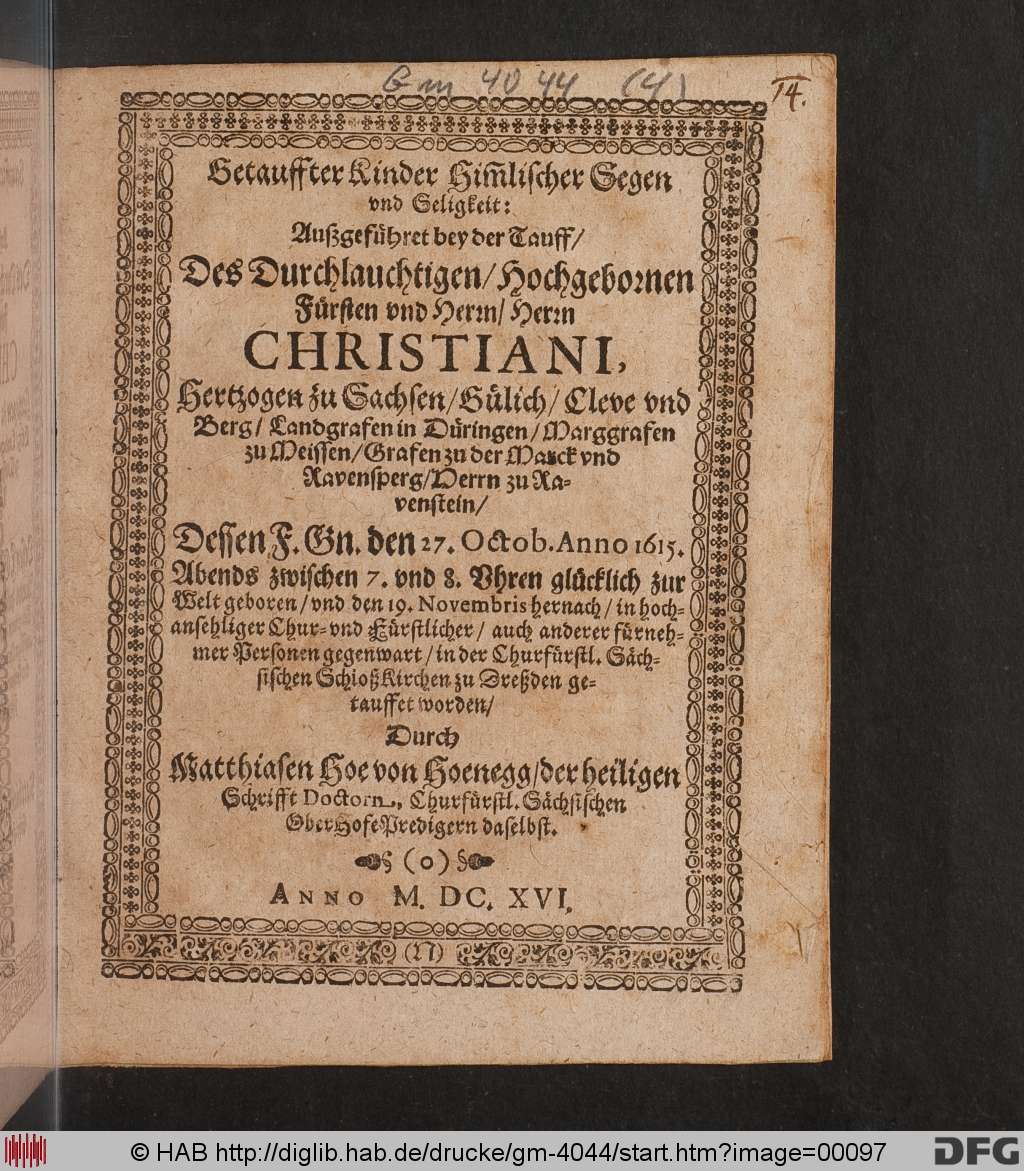 Gm 4044 (4)
14.
Getauffter Kinder Him̃lischer Segen
vnd Seligkeit:
Außgeführet bey der Tauff/
Des Durchlauchtigen/Hochgebornen
Fürsten vnd Herrn/Herrn
CHRISTIANI,
Hertzogen zu Sachsen/Gülich/Cleve vnd
Berg/Landgrafen in Düringen/Marggrafen
zu Meissen/Grafen zu der Marck vnd
Ravensperg/Herrn zu Ra-
venstein/
Dessen F. Gn. den 27. Octob. Anno 1615.
Abends zwischen 7. vnd 8. Vhren glücklich zur
Welt geboren/vnd den 19. Novembris hernach/in hoch-
ansehliger Chur-vnd Fürstlicher/auch anderer fürneh-
mer Personen gegenwart/in der Churfürstl. Säch-
sischen SchloßKirchen zu Dreßden ge-
tauffet worden/
Durch
Matthiasen Hoe von Hoenegg/der heiligen
Schrifft Doctorn, Churfürstl. Sächsischen
OberHofePredigern daselbst.
(o)
ANNO M. DC. XVI.
(N)
© HAB http://diglib.hab.de/drucke/gm-4044/start.htm?image=00097
DFG